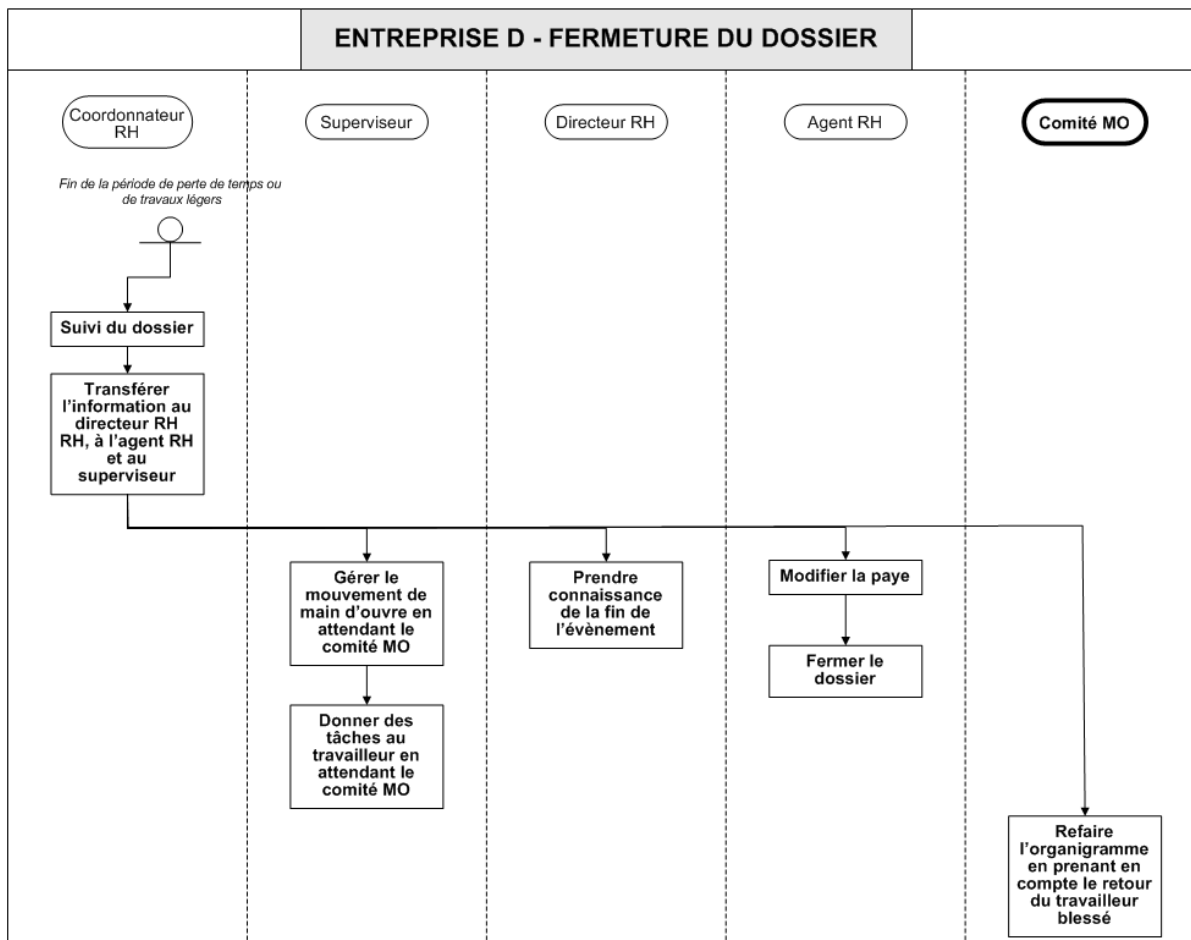 ENTREPRISE D - FERMETURE DU DOSSIER
Coordonnateur
RH
Superviseur
Directeur RH
Agent RH
Comité MO
Fin de la période de perte de temps ou
de travaux légers
Suivi du dossier
Transférer
l'information au
directeur RH
RH, à l'agent RH
et au
superviseur
Gérer le
mouvement de
main d'ouvre en
attendant le
comité MO
Prendre
connaissance
de la fin de
l'évènement
Modifier la paye
Fermer le
dossier
Donner des
tâches au
travailleur en
attendant le
comité MO
Refaire
l'organigramme
en prenant en
compte le retour
du travailleur
blessé